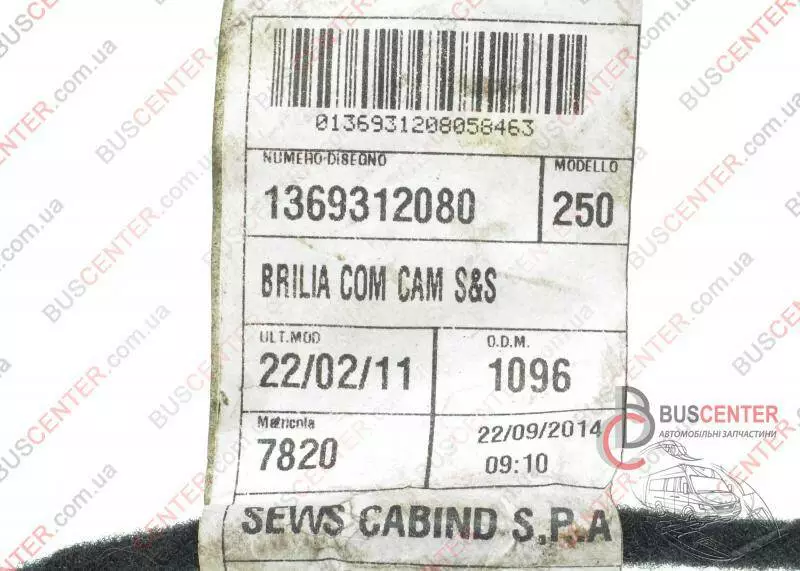 0136931208058463
NUMERO-DISEGNO
MODELLO
1369312080
250
BRILIA COM CAM S&S
ULT.MOD
O.D.M.
22/02/11
1096
Matricola
7820
22/09/2014
09:10
SEWS CABIND S.P.A
BUSCENTER
АВТОМОБІЛЬНІ ЗАПЧАСТИНИ
BUSCENTER.com.ua